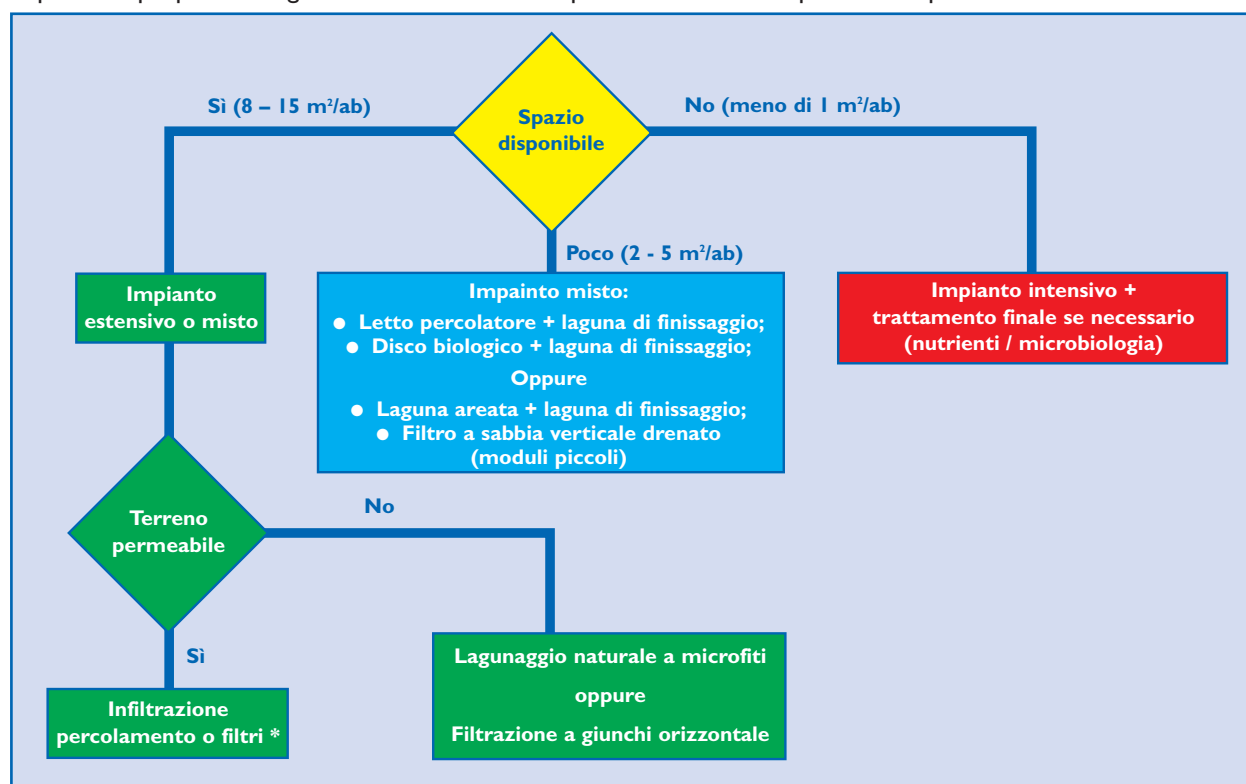 Sì (8 – 15 m²/ab)
No (meno di 1 m²/ab)
Spazio
disponibile
Poco (2 - 5 m²/ab)
Impianto
estensivo o misto
Impainto misto:
● Letto percolatore + laguna di finissaggio;
● Disco biologico + laguna di finissaggio;
Oppure
● Laguna areata + laguna di finissaggio;
● Filtro a sabbia verticale drenato
(moduli piccoli)
Impianto intensivo +
trattamento finale se necessario
(nutrienti / microbiologia)
Terreno
permeabile
No
Sì
Lagunaggio naturale a microfiti
oppure
Filtrazione a giunchi orizzontale
Infiltrazione
percolamento o filtri *